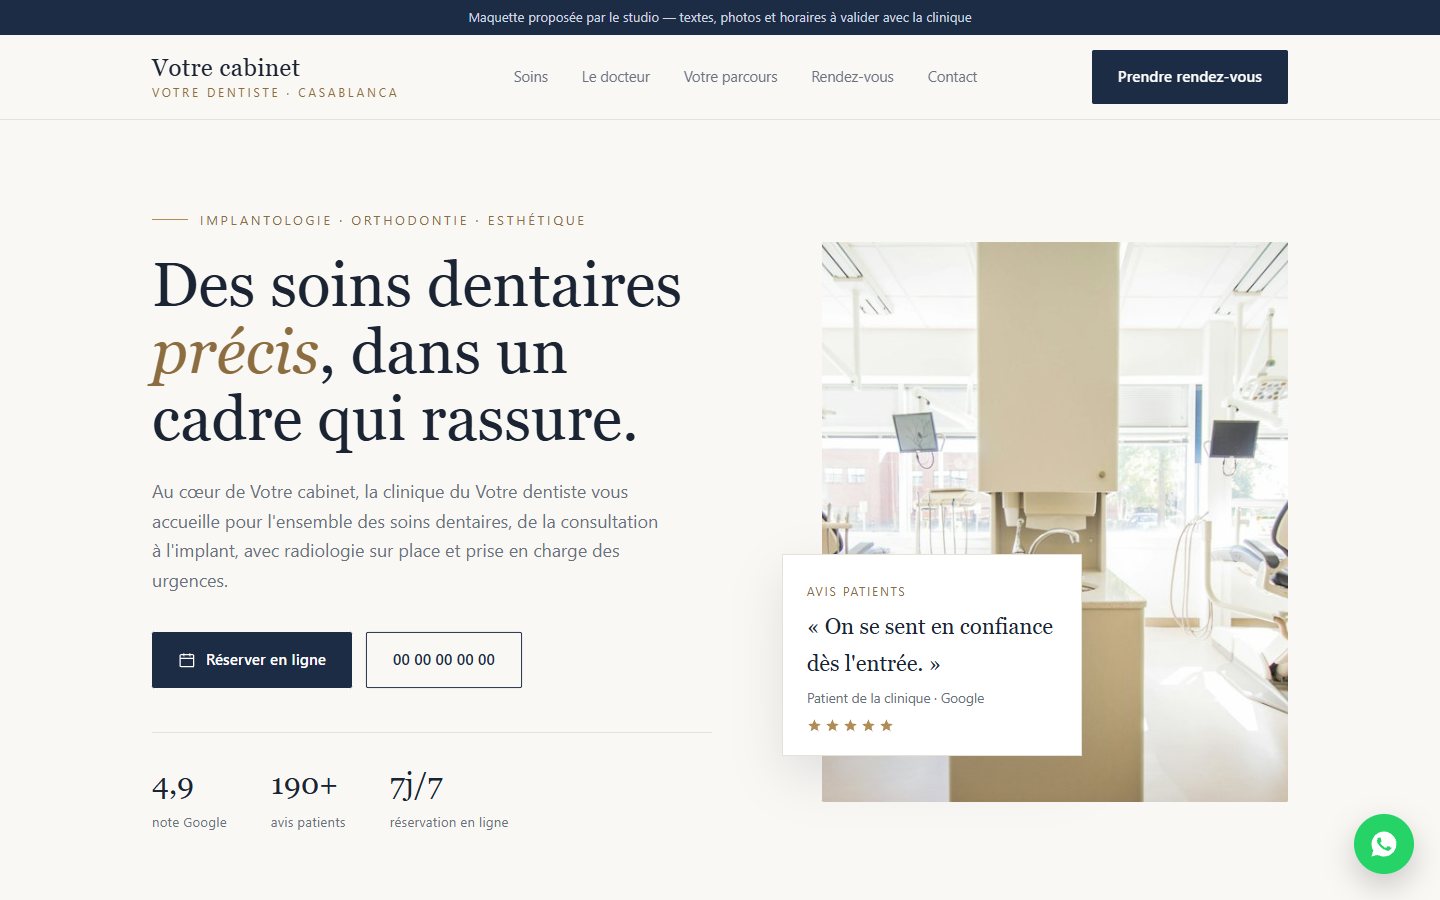 Maquette proposée par le studio — textes, photos et horaires à valider avec la clinique
Votre cabinet
VOTRE DENTISTE · CASABLANCA
Soins
Le docteur
Votre parcours
Rendez-vous
Contact
Prendre rendez-vous
IMPLANTOLOGIE · ORTHODONTIE · ESTHÉTIQUE
Des soins dentaires
précis, dans un
cadre qui rassure.
Au cœur de Votre cabinet, la clinique du Votre dentiste vous
accueille pour l'ensemble des soins dentaires, de la consultation
à l'implant, avec radiologie sur place et prise en charge des
urgences.
Réserver en ligne
00 00 00 00 00
4,9
note Google
190+
avis patients
7j/7
réservation en ligne
AVIS PATIENTS
« On se sent en confiance
dès l'entrée. »
Patient de la clinique · Google